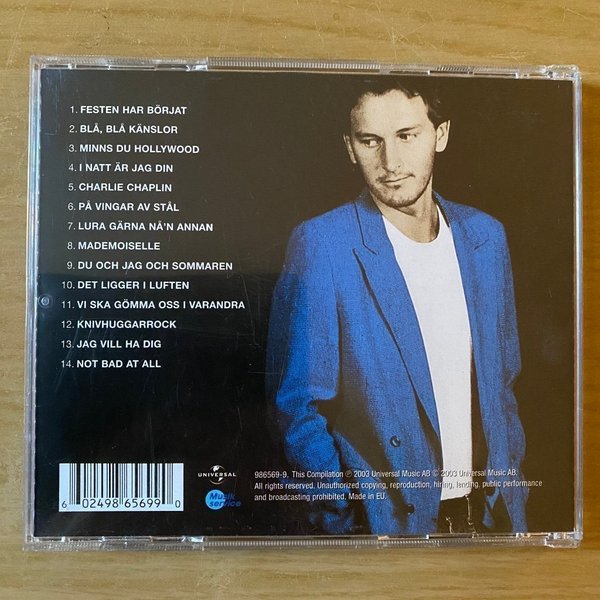 1. FESTEN HAR BÖRJAT
2. BLÅ, BLÅ KÄNSLOR
3. MINNS DU HOLLYWOOD
4. I NATT ÄR JAG DIN
5. CHARLIE CHAPLIN
6. PÅ VINGAR AV STÅL
7. LURA GÄRNA NÅ'N ANNAN
8. MADEMOISELLE
9. DU OCH JAG OCH SOMMAREN
10. DET LIGGER I LUFTEN
11. VI SKA GÖMMA OSS I VARANDRA
12. KNIVHUGGARROCK
13. JAG VILL HA DIG
14. NOT BAD AT ALL
6 02498 65699 0
UNIVERSAL
Musik
service
986569-9. This Compilation ℗ 2003 Universal Music AB © 2003 Universal Music AB.
All rights reserved. Unauthorized copying, reproduction, hiring, lending, public performance
and broadcasting prohibited. Made in EU.